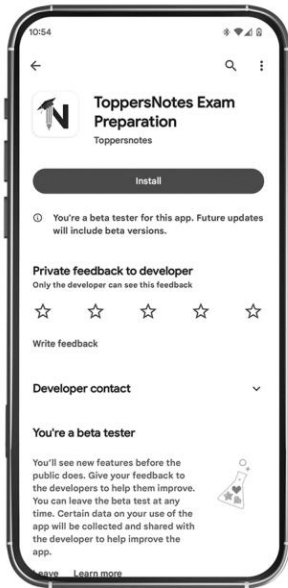 10:54
ToppersNotes Exam
Preparation
Toppersnotes
Install
You're a beta tester for this app. Future updates
will include beta versions.
Private feedback to developer
Only the developer can see this feedback
Write feedback
Developer contact
You're a beta tester
You'll see new features before the
public does. Give your feedback to
the developers to help them improve.
You can leave the beta test at any
time. Certain data on your use of the
app will be collected and shared with
the developer to help improve the
app.
Leave Learn more